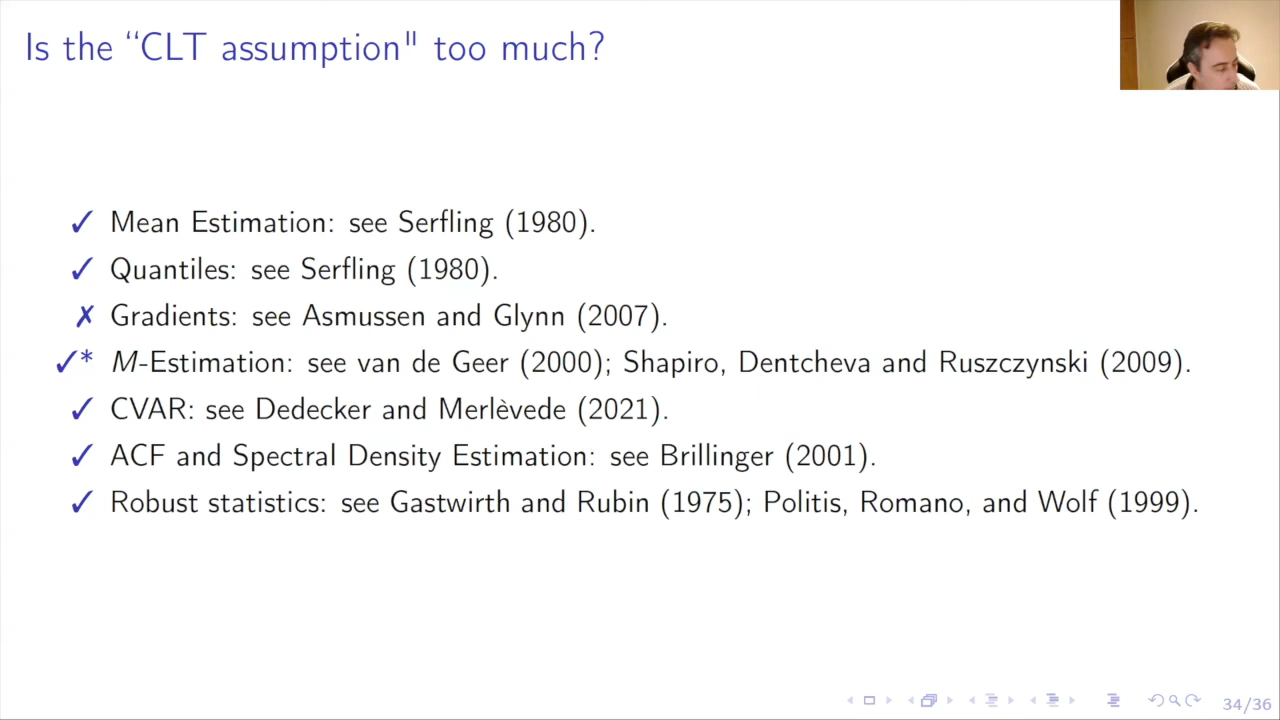 Is the “CLT assumption" too much?
✓ Mean Estimation: see Serfling (1980).
✓ Quantiles: see Serfling (1980).
✗ Gradients: see Asmussen and Glynn (2007).
✓* M-Estimation: see van de Geer (2000); Shapiro, Dentcheva and Ruszczynski (2009).
✓ CVAR: see Dedecker and Merlèvede (2021).
✓ ACF and Spectral Density Estimation: see Brillinger (2001).
✓ Robust statistics: see Gastwirth and Rubin (1975); Politis, Romano, and Wolf (1999).
34/36